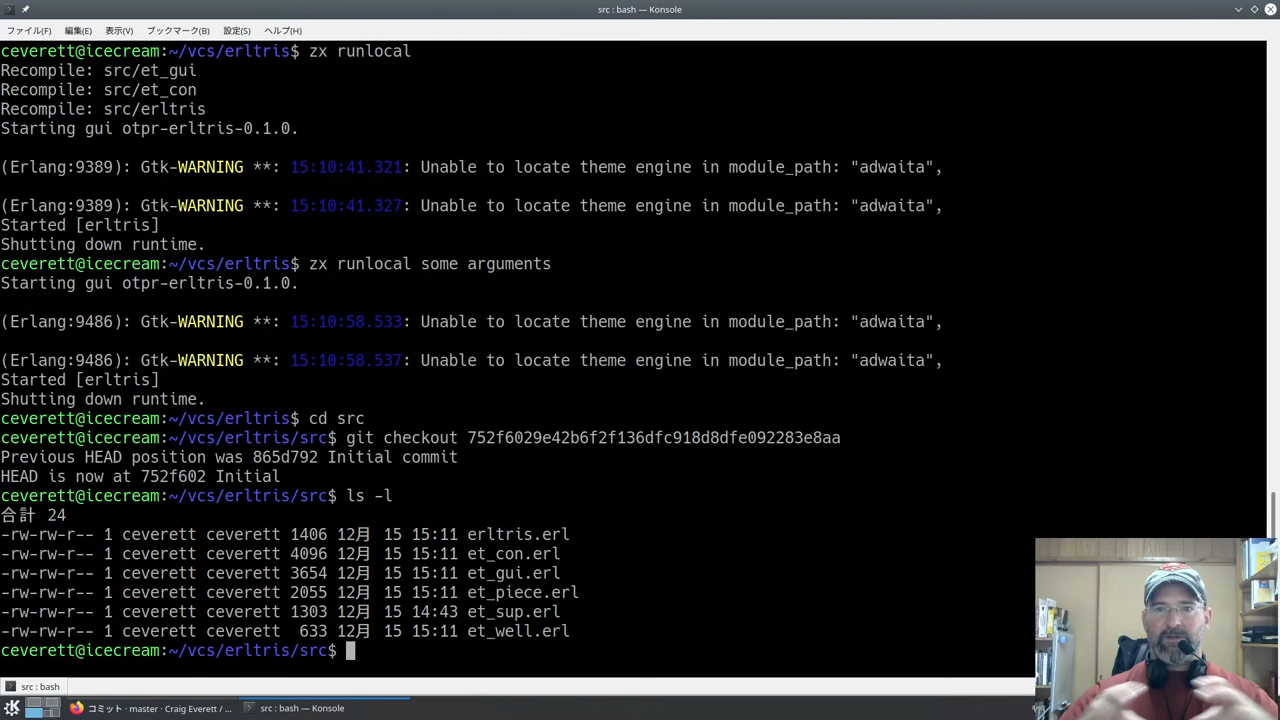 src : bash — Konsole
ファイル(F) 編集(E) 表示(V) ブックマーク(B) 設定(S) ヘルプ(H)
ceverett@icecream:~/vcs/erltris$ zx runlocal
Recompile: src/et_gui
Recompile: src/et_con
Recompile: src/erltris
Starting gui otpr-erltris-0.1.0.
(Erlang:9389): Gtk-WARNING **: 15:10:41.321: Unable to locate theme engine in module_path: "adwaita",
(Erlang:9389): Gtk-WARNING **: 15:10:41.327: Unable to locate theme engine in module_path: "adwaita",
Started [erltris]
Shutting down runtime.
ceverett@icecream:~/vcs/erltris$ zx runlocal some arguments
Starting gui otpr-erltris-0.1.0.
(Erlang:9486): Gtk-WARNING **: 15:10:58.533: Unable to locate theme engine in module_path: "adwaita",
(Erlang:9486): Gtk-WARNING **: 15:10:58.537: Unable to locate theme engine in module_path: "adwaita",
Started [erltris]
Shutting down runtime.
ceverett@icecream:~/vcs/erltris$ cd src
ceverett@icecream:~/vcs/erltris/src$ git checkout 752f6029e42b6f2f136dfc918d8dfe092283e8aa
Previous HEAD position was 865d792 Initial commit
HEAD is now at 752f602 Initial
ceverett@icecream:~/vcs/erltris/src$ ls -l
合計 24
-rw-rw-r-- 1 ceverett ceverett 1406 12月 15 15:11 erltris.erl
-rw-rw-r-- 1 ceverett ceverett 4096 12月 15 15:11 et_con.erl
-rw-rw-r-- 1 ceverett ceverett 3654 12月 15 15:11 et_gui.erl
-rw-rw-r-- 1 ceverett ceverett 2055 12月 15 15:11 et_piece.erl
-rw-rw-r-- 1 ceverett ceverett 1303 12月 15 14:43 et_sup.erl
-rw-rw-r-- 1 ceverett ceverett 633 12月 15 15:11 et_well.erl
ceverett@icecream:~/vcs/erltris/src$
src : bash
コミット · master · Craig Everett / ... src : bash — Konsole